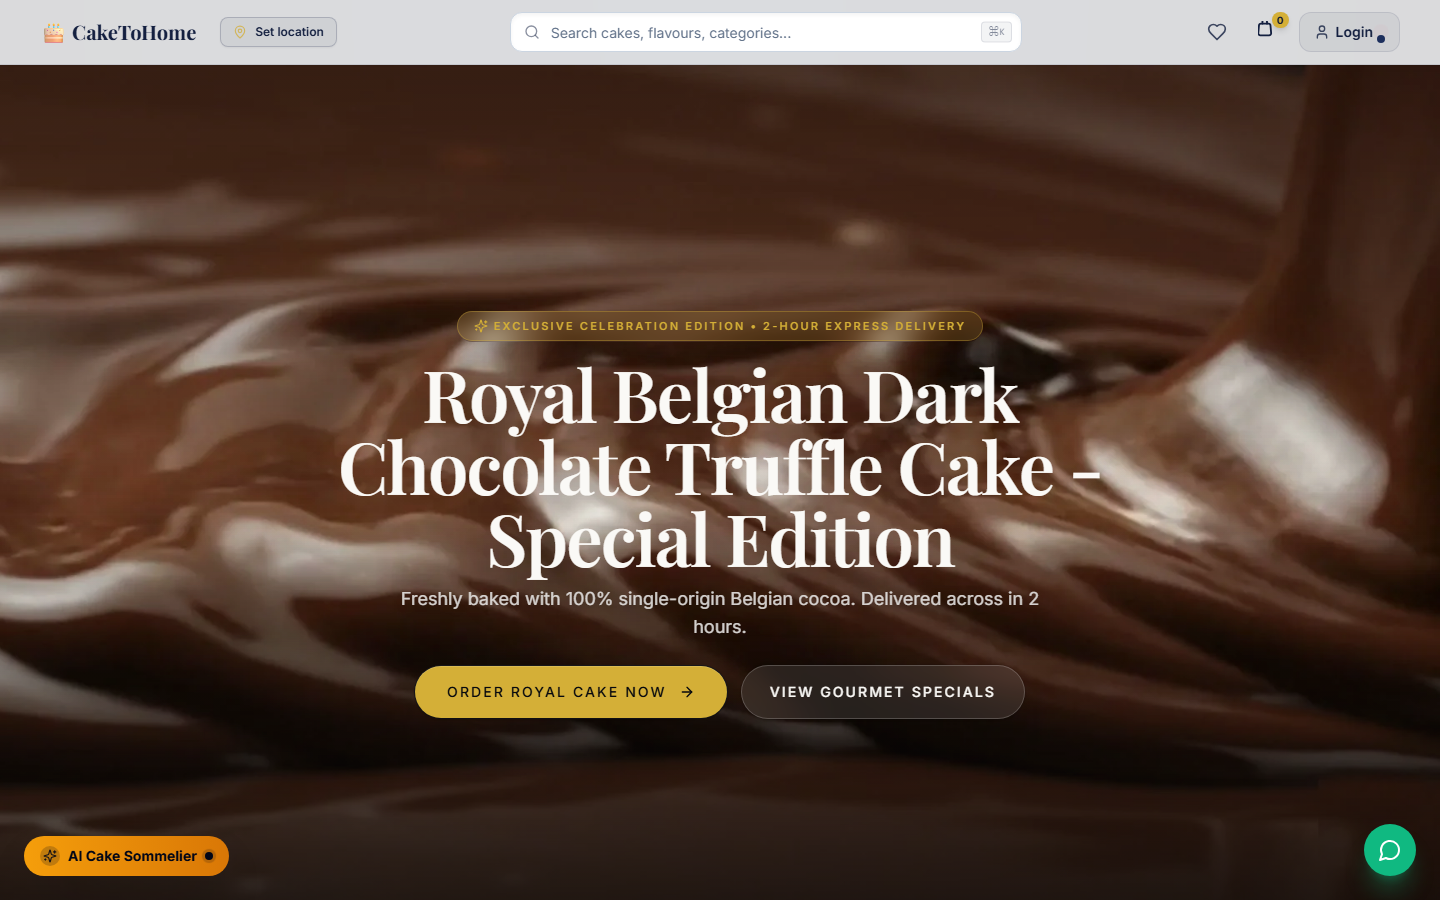 CakeToHome
Set location
Search cakes, flavours, categories...
⌘K
0
Login
EXCLUSIVE CELEBRATION EDITION • 2-HOUR EXPRESS DELIVERY
Royal Belgian Dark
Chocolate Truffle Cake –
Special Edition
Freshly baked with 100% single-origin Belgian cocoa. Delivered across in 2
hours.
ORDER ROYAL CAKE NOW →
VIEW GOURMET SPECIALS
AI Cake Sommelier